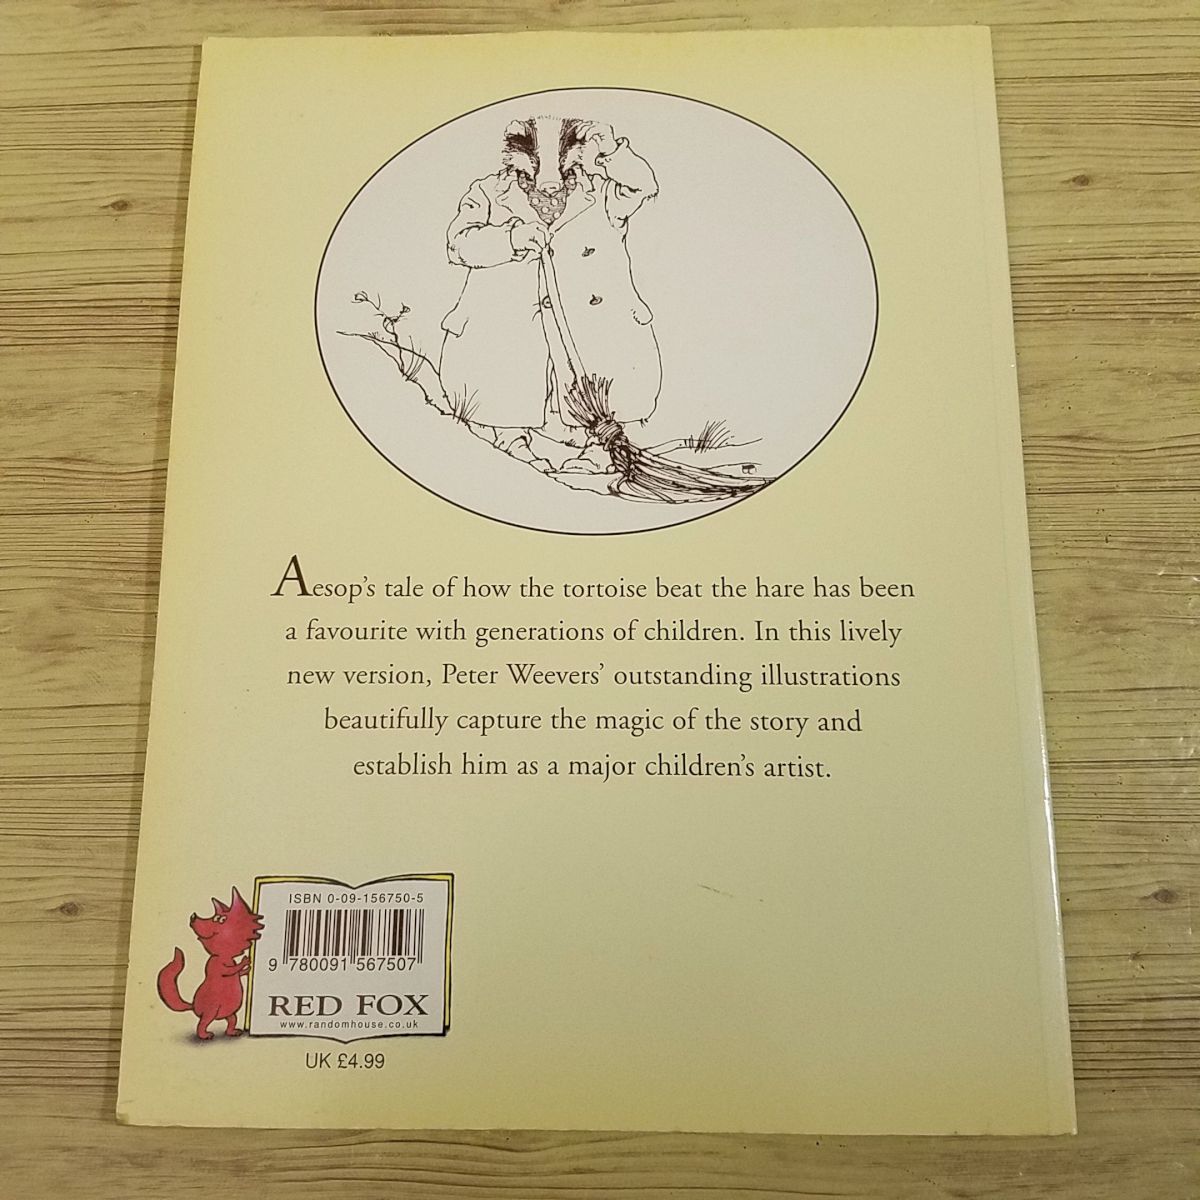 Aesop's tale of how the tortoise beat the hare has been
a favourite with generations of children. In this lively
new version, Peter Weevers' outstanding illustrations
beautifully capture the magic of the story and
establish him as a major children's artist.
ISBN 0-09-156750-5
9 780091 567507
RED FOX
www.randomhouse.co.uk
UK £4.99